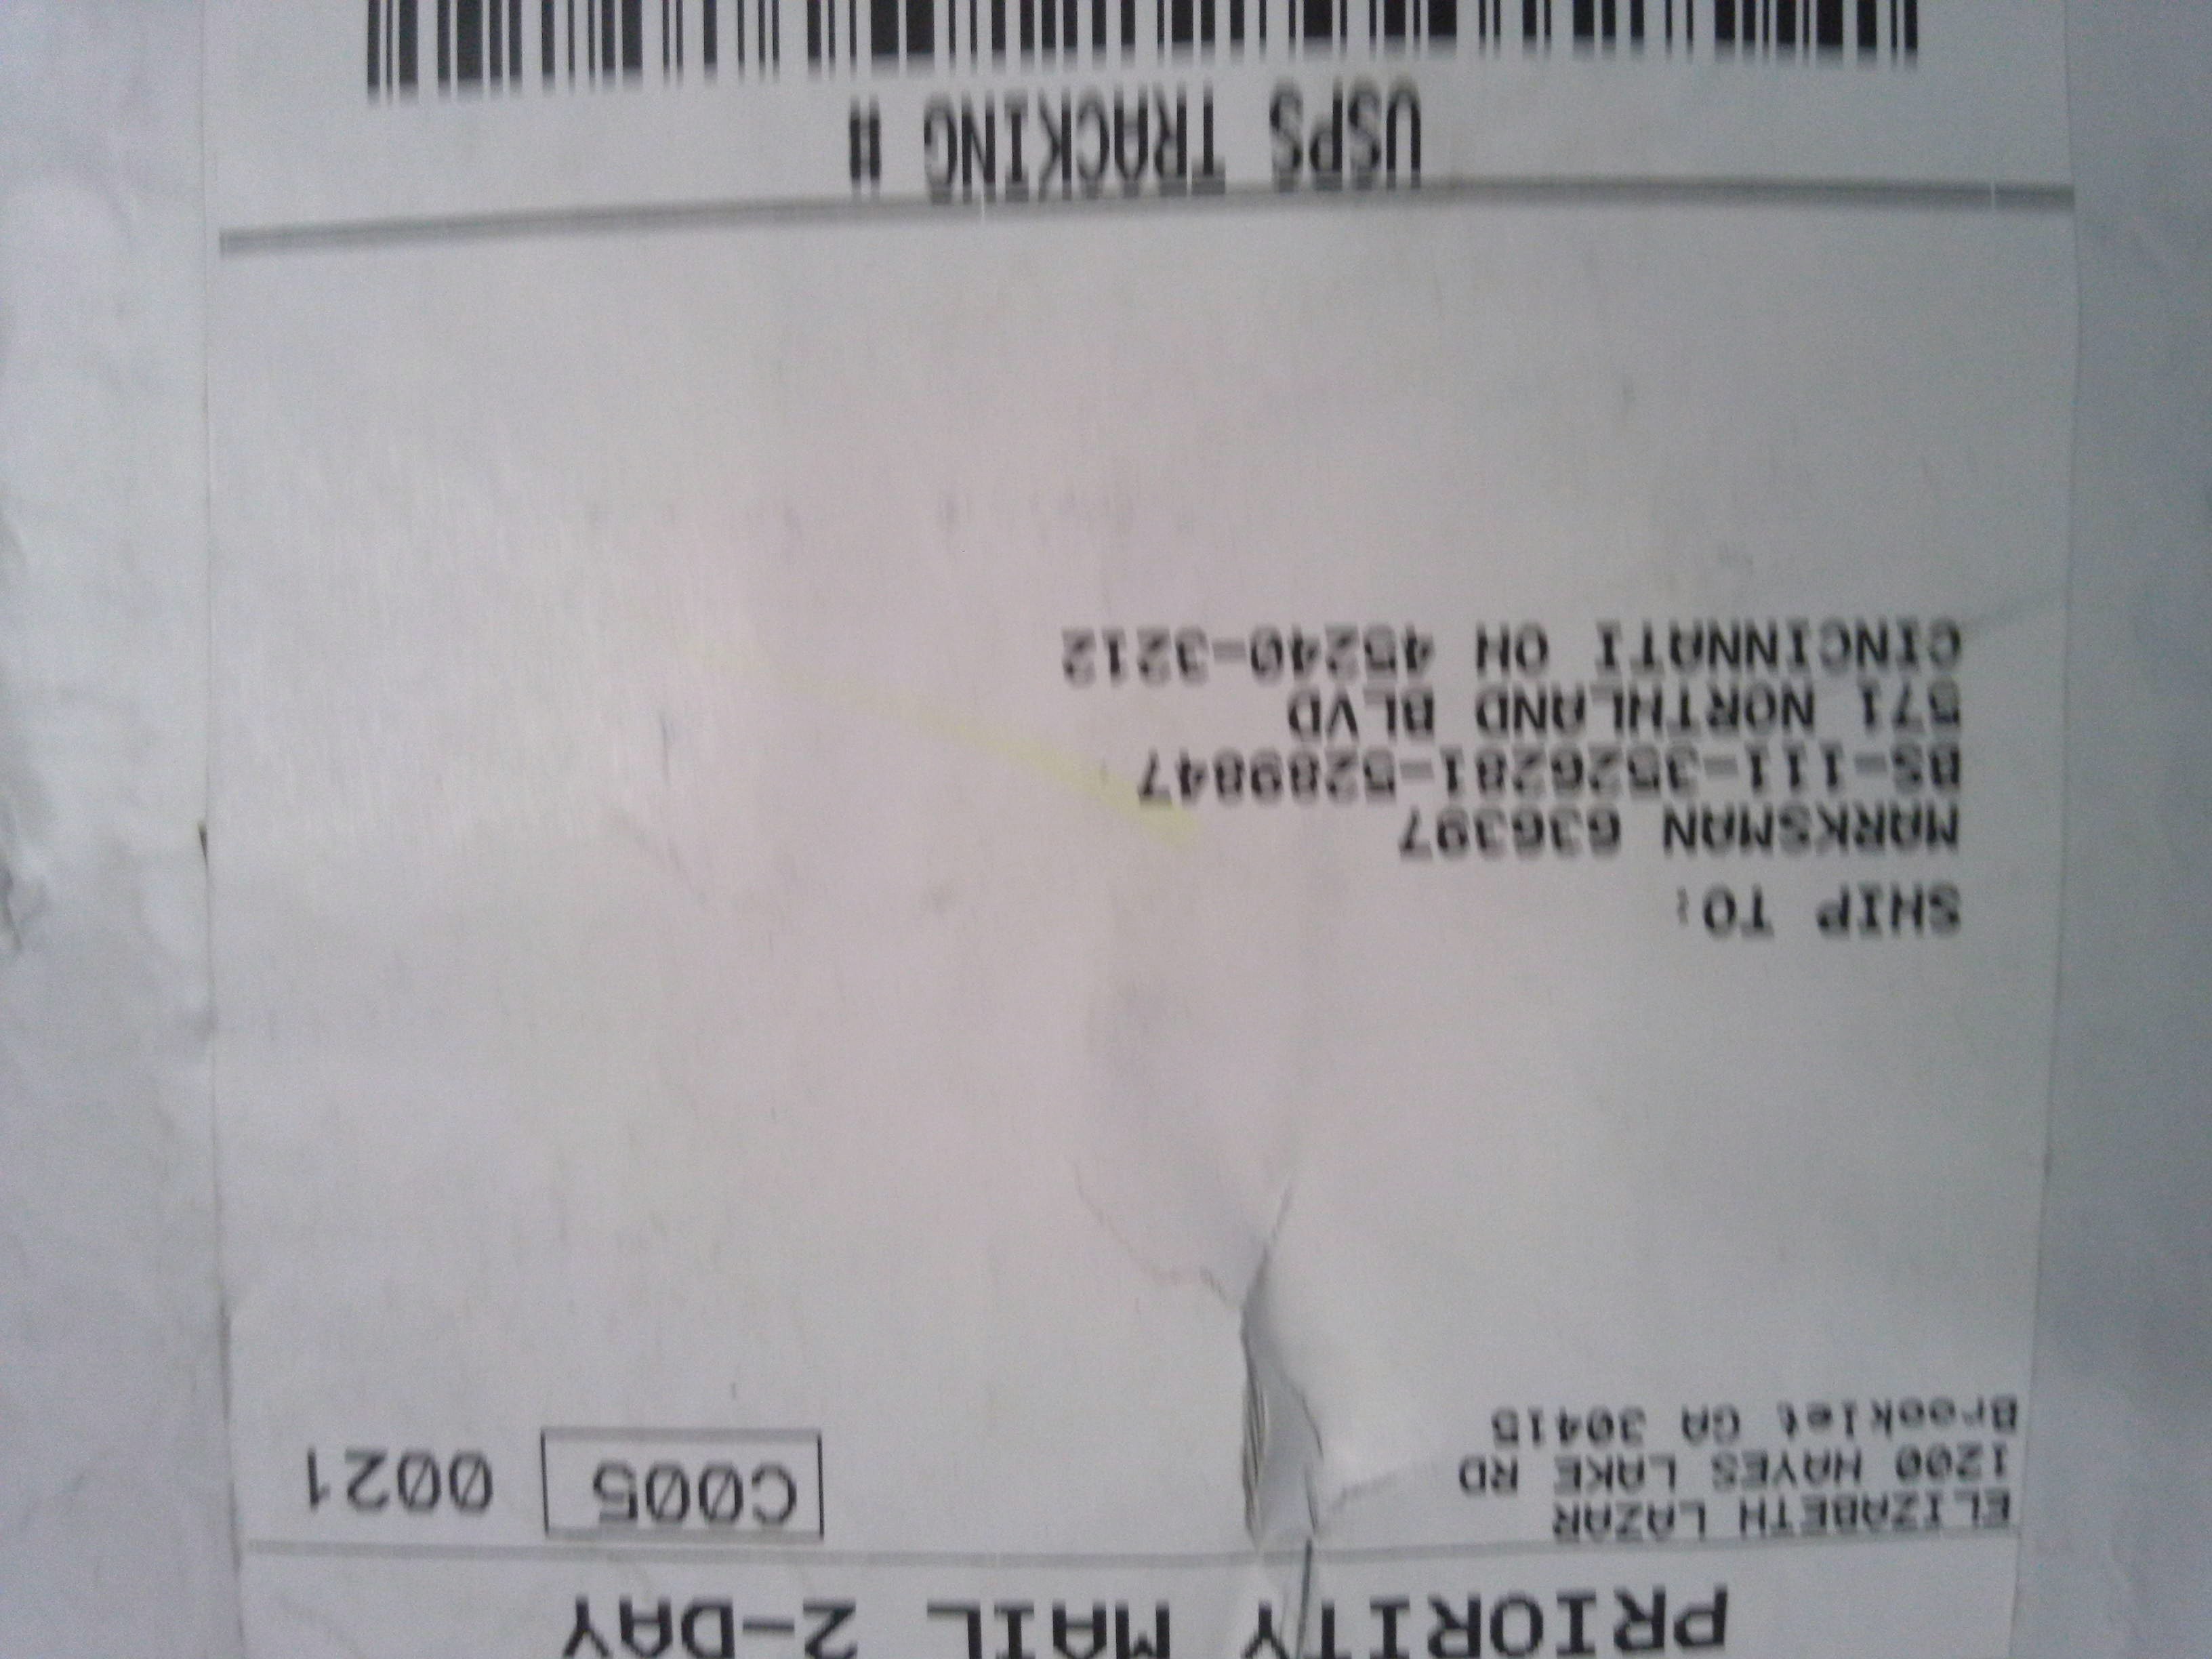 PRIORITY MAIL 2-DAY
ELIZABETH LAZAR
1200 HAYES LAKE RD
Brooklet GA 30415
C005
0021
SHIP TO:
MARKSMAN 636397
BS-111-3526281-5289847
571 NORTHLAND BLVD
CINCINNATI OH 45240-3212
USPS TRACKING #